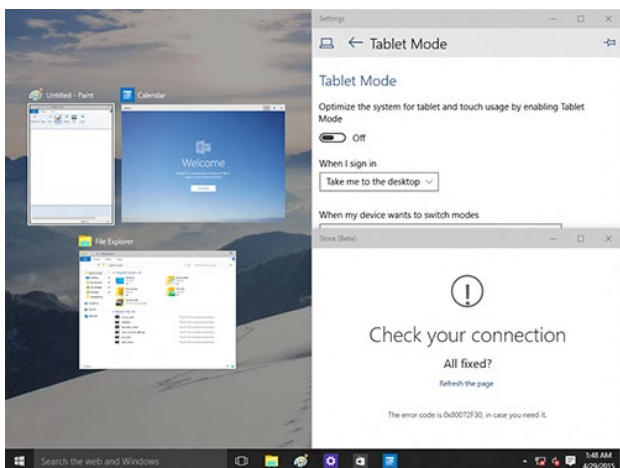 Settings
Tablet Mode
Tablet Mode
Optimize the system for tablet and touch usage by enabling Tablet
Mode
Off
When I sign in
Take me to the desktop
When my device wants to switch modes
Untitled - Paint
Calendar
Welcome
File Explorer
Store (Beta)
Check your connection
All fixed?
Refresh the page
The error code is 0x80072F30, in case you need it.
Search the web and Windows
1:48 AM
4/29/2015